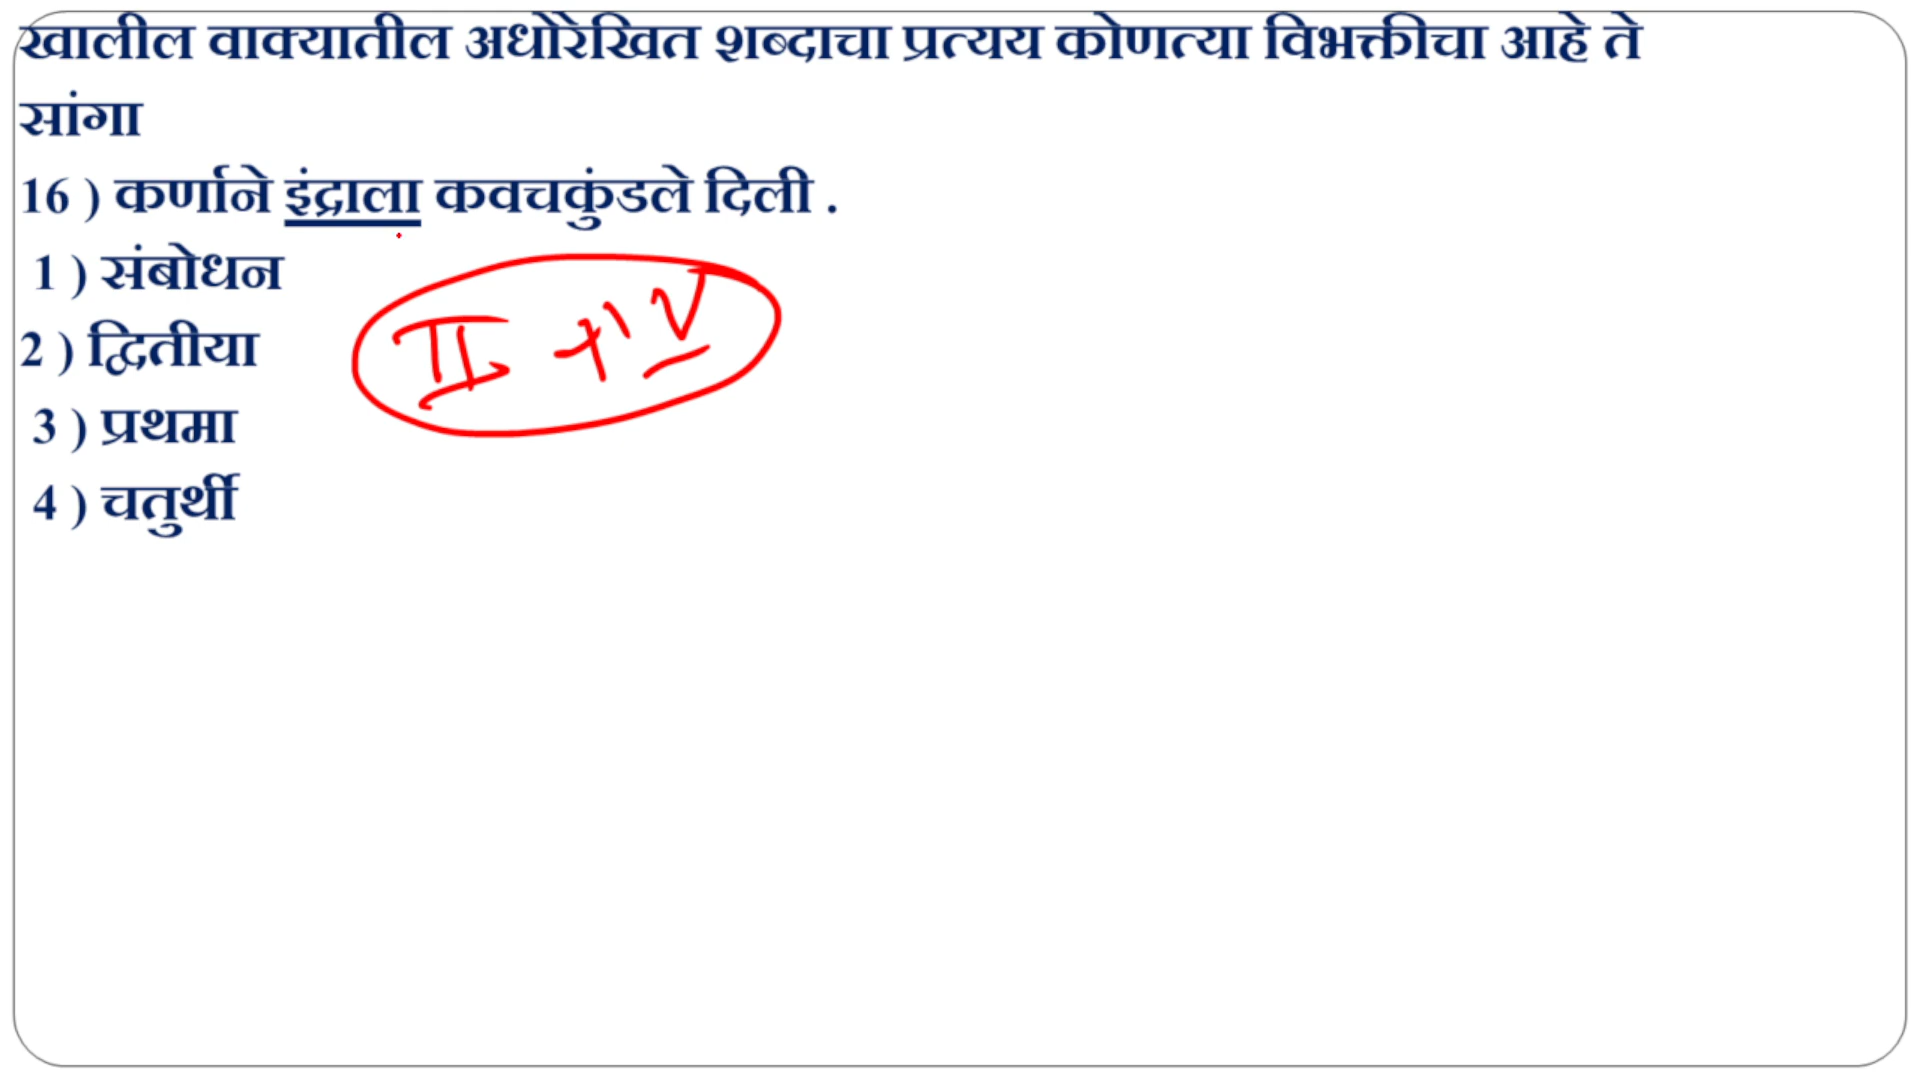 खालील वाक्यातील अधोरेखित शब्दाचा प्रत्यय कोणत्या विभक्तीचा आहे ते
सांगा
16 ) कर्णाने इंद्राला कवचकुंडले दिली .
1 ) संबोधन
2 ) द्वितीया
3 ) प्रथमा
4 ) चतुर्थी
II